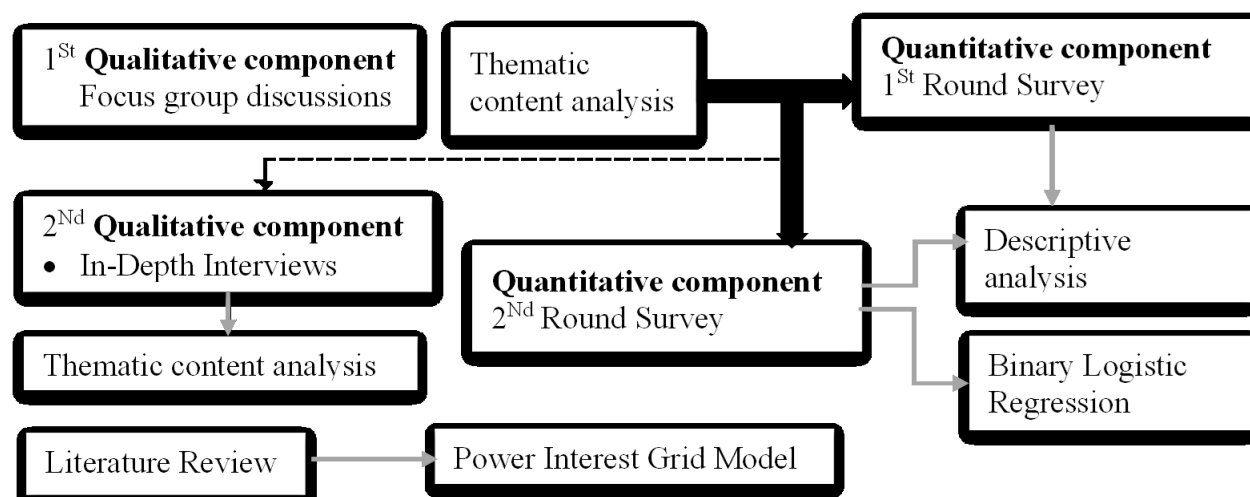 1St Qualitative component
Focus group discussions
Thematic
content analysis
Quantitative component
1St Round Survey
2Nd Qualitative component
• In-Depth Interviews
Quantitative component
2Nd Round Survey
Descriptive
analysis
Thematic content analysis
Binary Logistic
Regression
Literature Review
Power Interest Grid Model